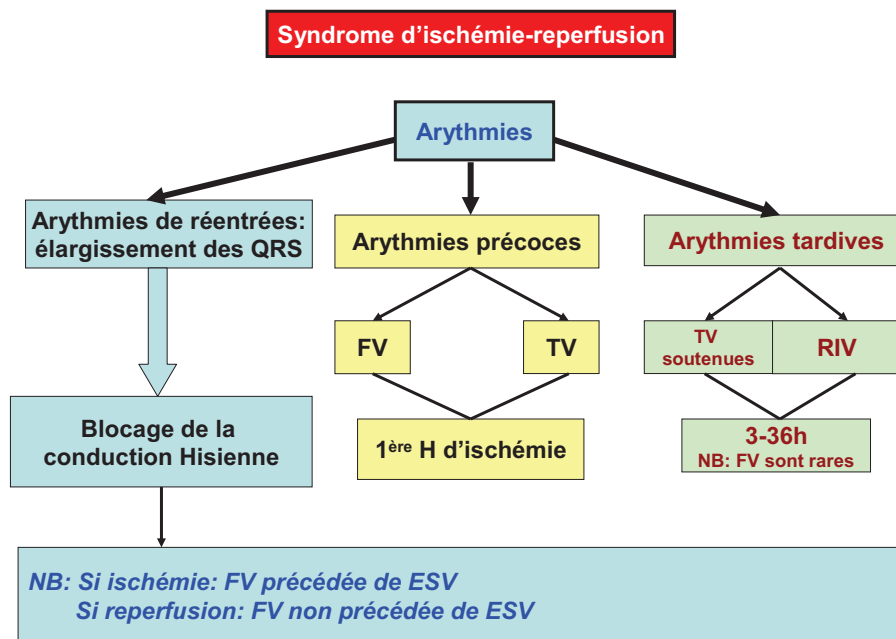 Syndrome d'ischémie-reperfusion
Arythmies
Arythmies de réentrées:
élargissement des QRS
Arythmies précoces
Arythmies tardives
FV
TV
TV
soutenues
RIV
Blocage de la
conduction Hisienne
1ère H d'ischémie
3-36h
NB: FV sont rares
NB: Si ischémie: FV précédée de ESV
Si reperfusion: FV non précédée de ESV